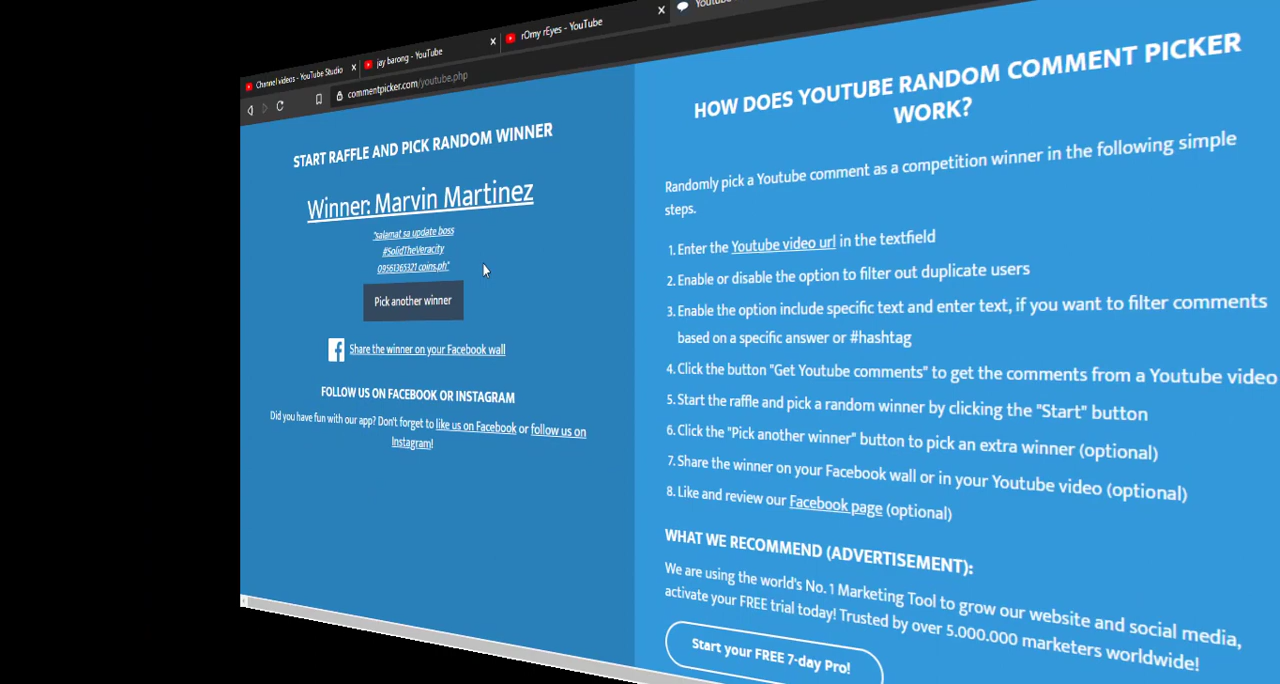 Channel videos - YouTube Studio
jay barong - YouTube
rOmy rEyes - YouTube
commentpicker.com/youtube.php
START RAFFLE AND PICK RANDOM WINNER
Winner: Marvin Martinez
"salamat sa update boss
#SolidTheVeracity
09561365321 coins.ph"
Pick another winner
Share the winner on your Facebook wall
FOLLOW US ON FACEBOOK OR INSTAGRAM
Did you have fun with our app? Don't forget to like us on Facebook or follow us on
Instagram!
HOW DOES YOUTUBE RANDOM COMMENT PICKER
WORK?
Randomly pick a Youtube comment as a competition winner in the following simple
steps.
1. Enter the Youtube video url in the textfield
2. Enable or disable the option to filter out duplicate users
3. Enable the option include specific text and enter text, if you want to filter comments
based on a specific answer or #hashtag
4. Click the button "Get Youtube comments" to get the comments from a Youtube video
5. Start the raffle and pick a random winner by clicking the "Start" button
6. Click the "Pick another winner" button to pick an extra winner (optional)
7. Share the winner on your Facebook wall or in your Youtube video (optional)
8. Like and review our Facebook page (optional)
WHAT WE RECOMMEND (ADVERTISEMENT):
We are using the world's No. 1 Marketing Tool to grow our website and social media,
activate your FREE trial today! Trusted by over 5.000.000 marketers worldwide!
Start your FREE 7-day Pro!